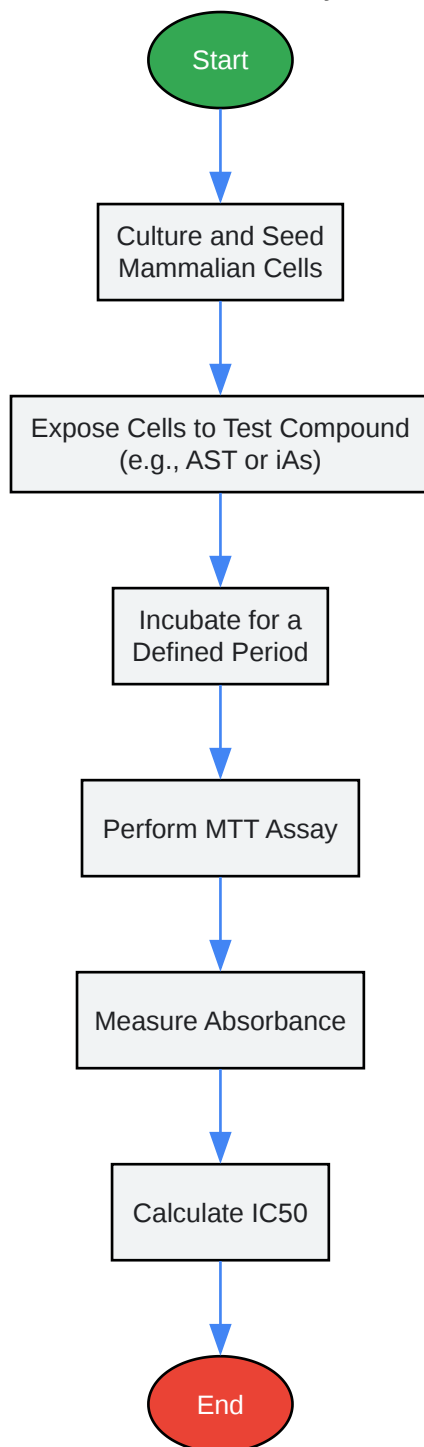 Start
Culture and Seed
Mammalian Cells
Expose Cells to Test Compound
(e.g., AST or iAs)
Incubate for a
Defined Period
Perform MTT Assay
Measure Absorbance
Calculate IC50
End